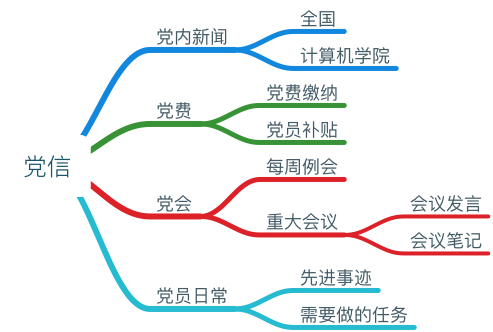 党信
党内新闻
全国
计算机学院
党费
党费缴纳
党员补贴
党会
每周例会
重大会议
会议发言
会议笔记
党员日常
先进事迹
需要做的任务